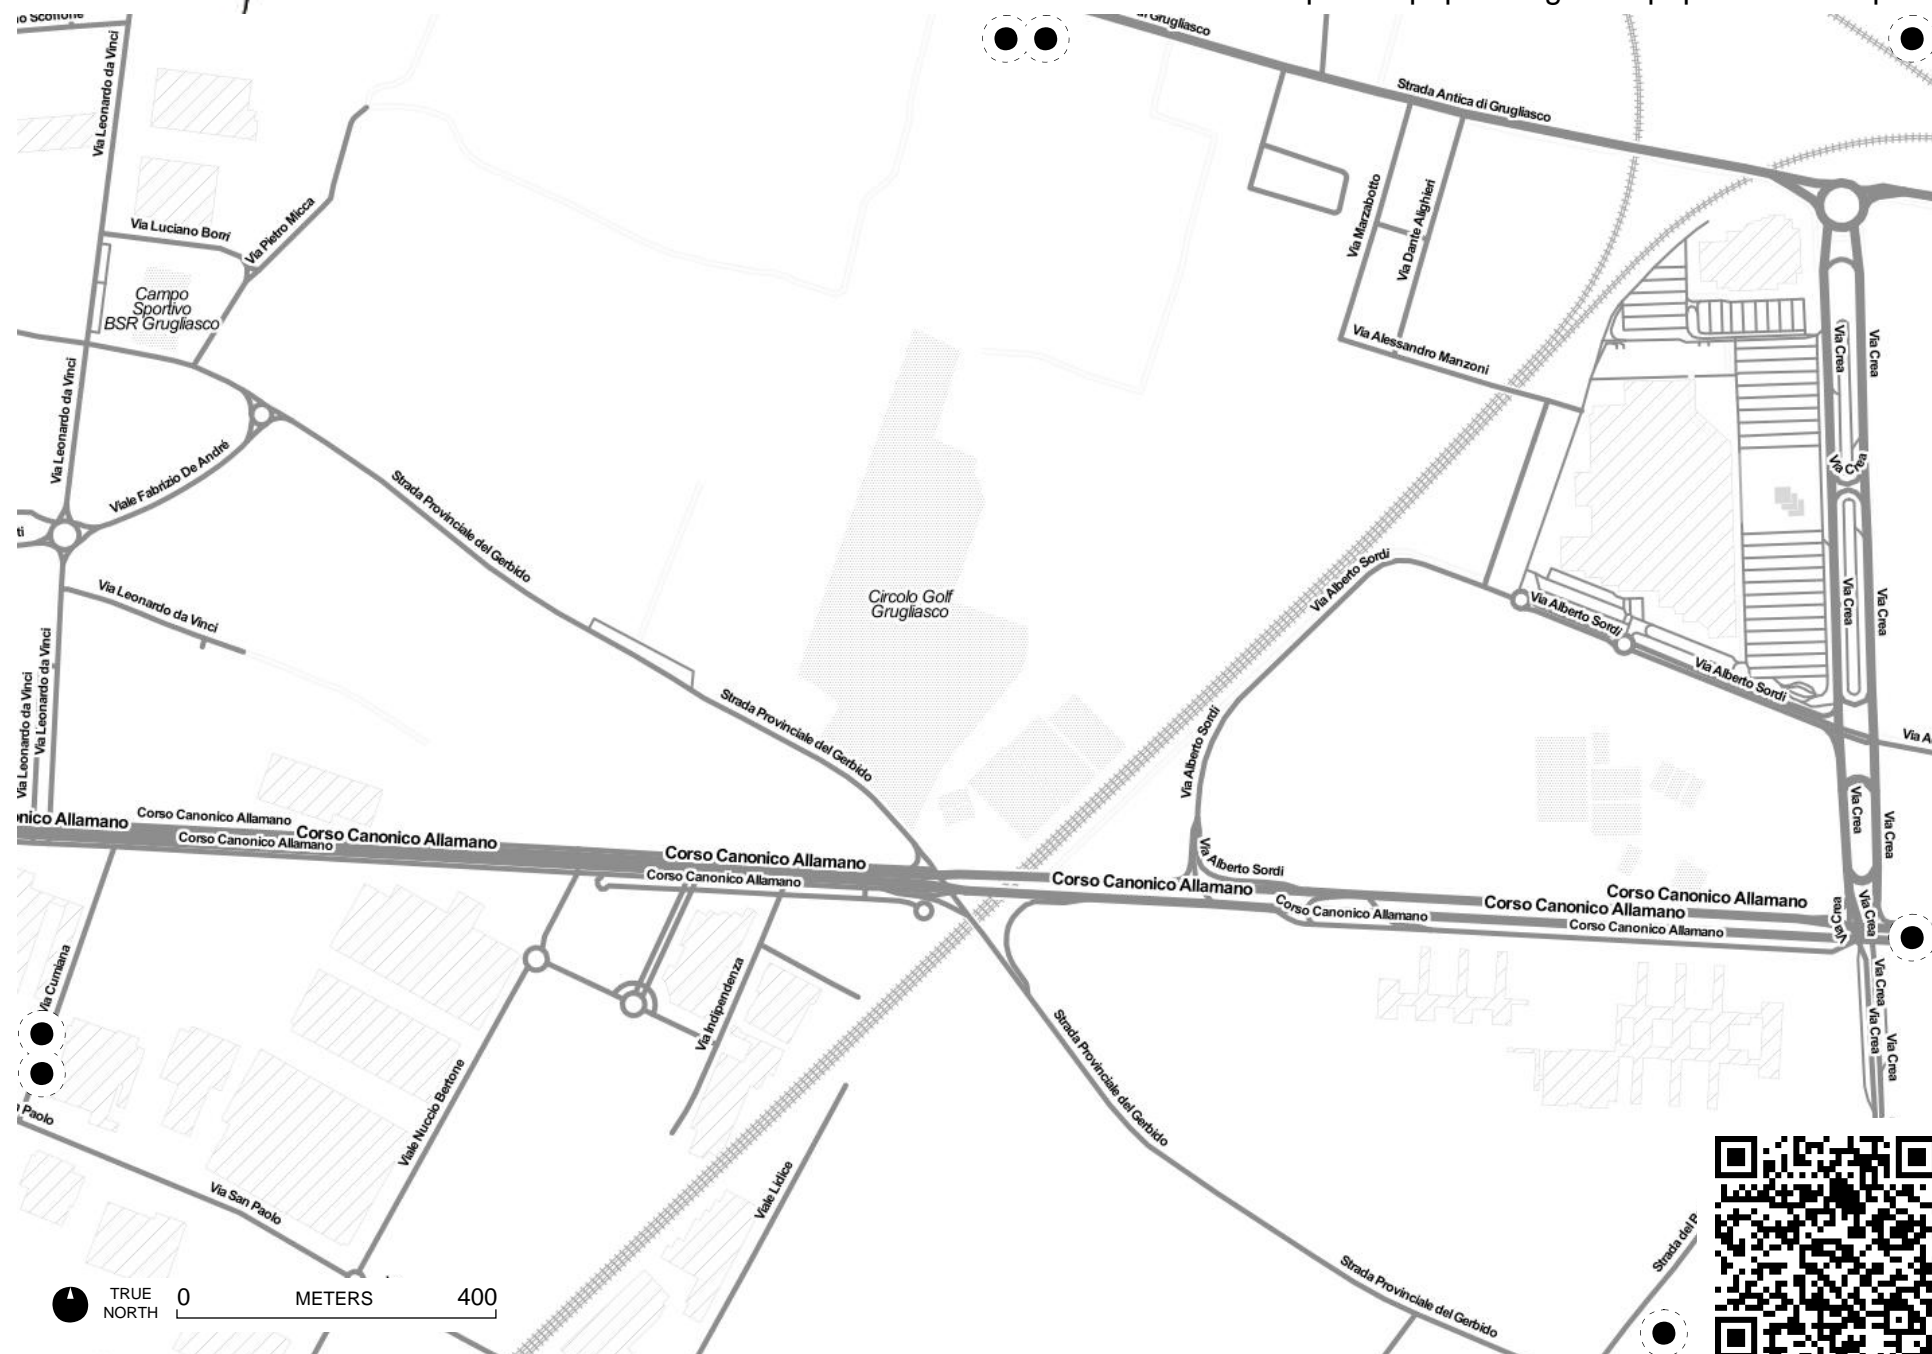 di Grugliasco
Strada Antica di Grugliasco
Via Leonardo da Vinci
Via Luciano Borri
Via Pietro Micca
Campo
Sportivo
BSR Grugliasco
Via Marzabotto
Via Dante Alighieri
Via Alessandro Manzoni
Via Crea
Via Crea
Via Leonardo da Vinci
Viale Fabrizio De André
Strada Provinciale del Gerbido
Via Crea
ti
Via Leonardo da Vinci
Circolo Golf
Grugliasco
Via Alberto Sordi
Via Alberto Sordi
Via Crea
Via Crea
Via Leonardo da Vinci
Via Leonardo da Vinci
Strada Provinciale del Gerbido
Via Alberto Sordi
Via Alberto Sordi
Via A
nico Allamano
Corso Canonico Allamano
Corso Canonico Allamano
Corso Canonico Allamano
Corso Canonico Allamano
Corso Canonico Allamano
Via Alberto Sordi
Corso Canonico Allamano
Corso Canonico Allamano
Corso Canonico Allamano
Corso Canonico Allamano
Corso Canonico Allamano
Via Crea
Via Crea
Via Crea
Via Crea
Via Cumiana
Via Indipendenza
Via Crea
Via Crea
Via Crea
Paolo
Viale Nuccio Bertone
Strada Provinciale del Gerbido
Via San Paolo
Viale Lidice
Strada del
Strada Provinciale del Gerbido
TRUE
NORTH
0 METERS 400